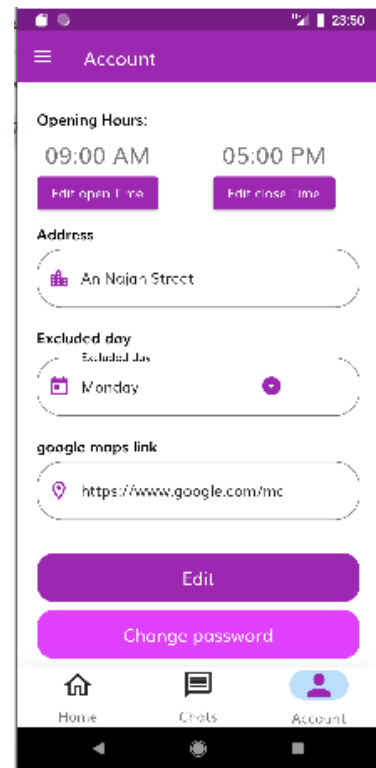 23:50
Account
Opening Hours:
09:00 AM 05:00 PM
Edit open Time Edit close Time
Address
An Najah Street
Excluded day
Excluded day
Monday
google maps link
https://www.google.com/mc
Edit
Change password
Home Chats Account